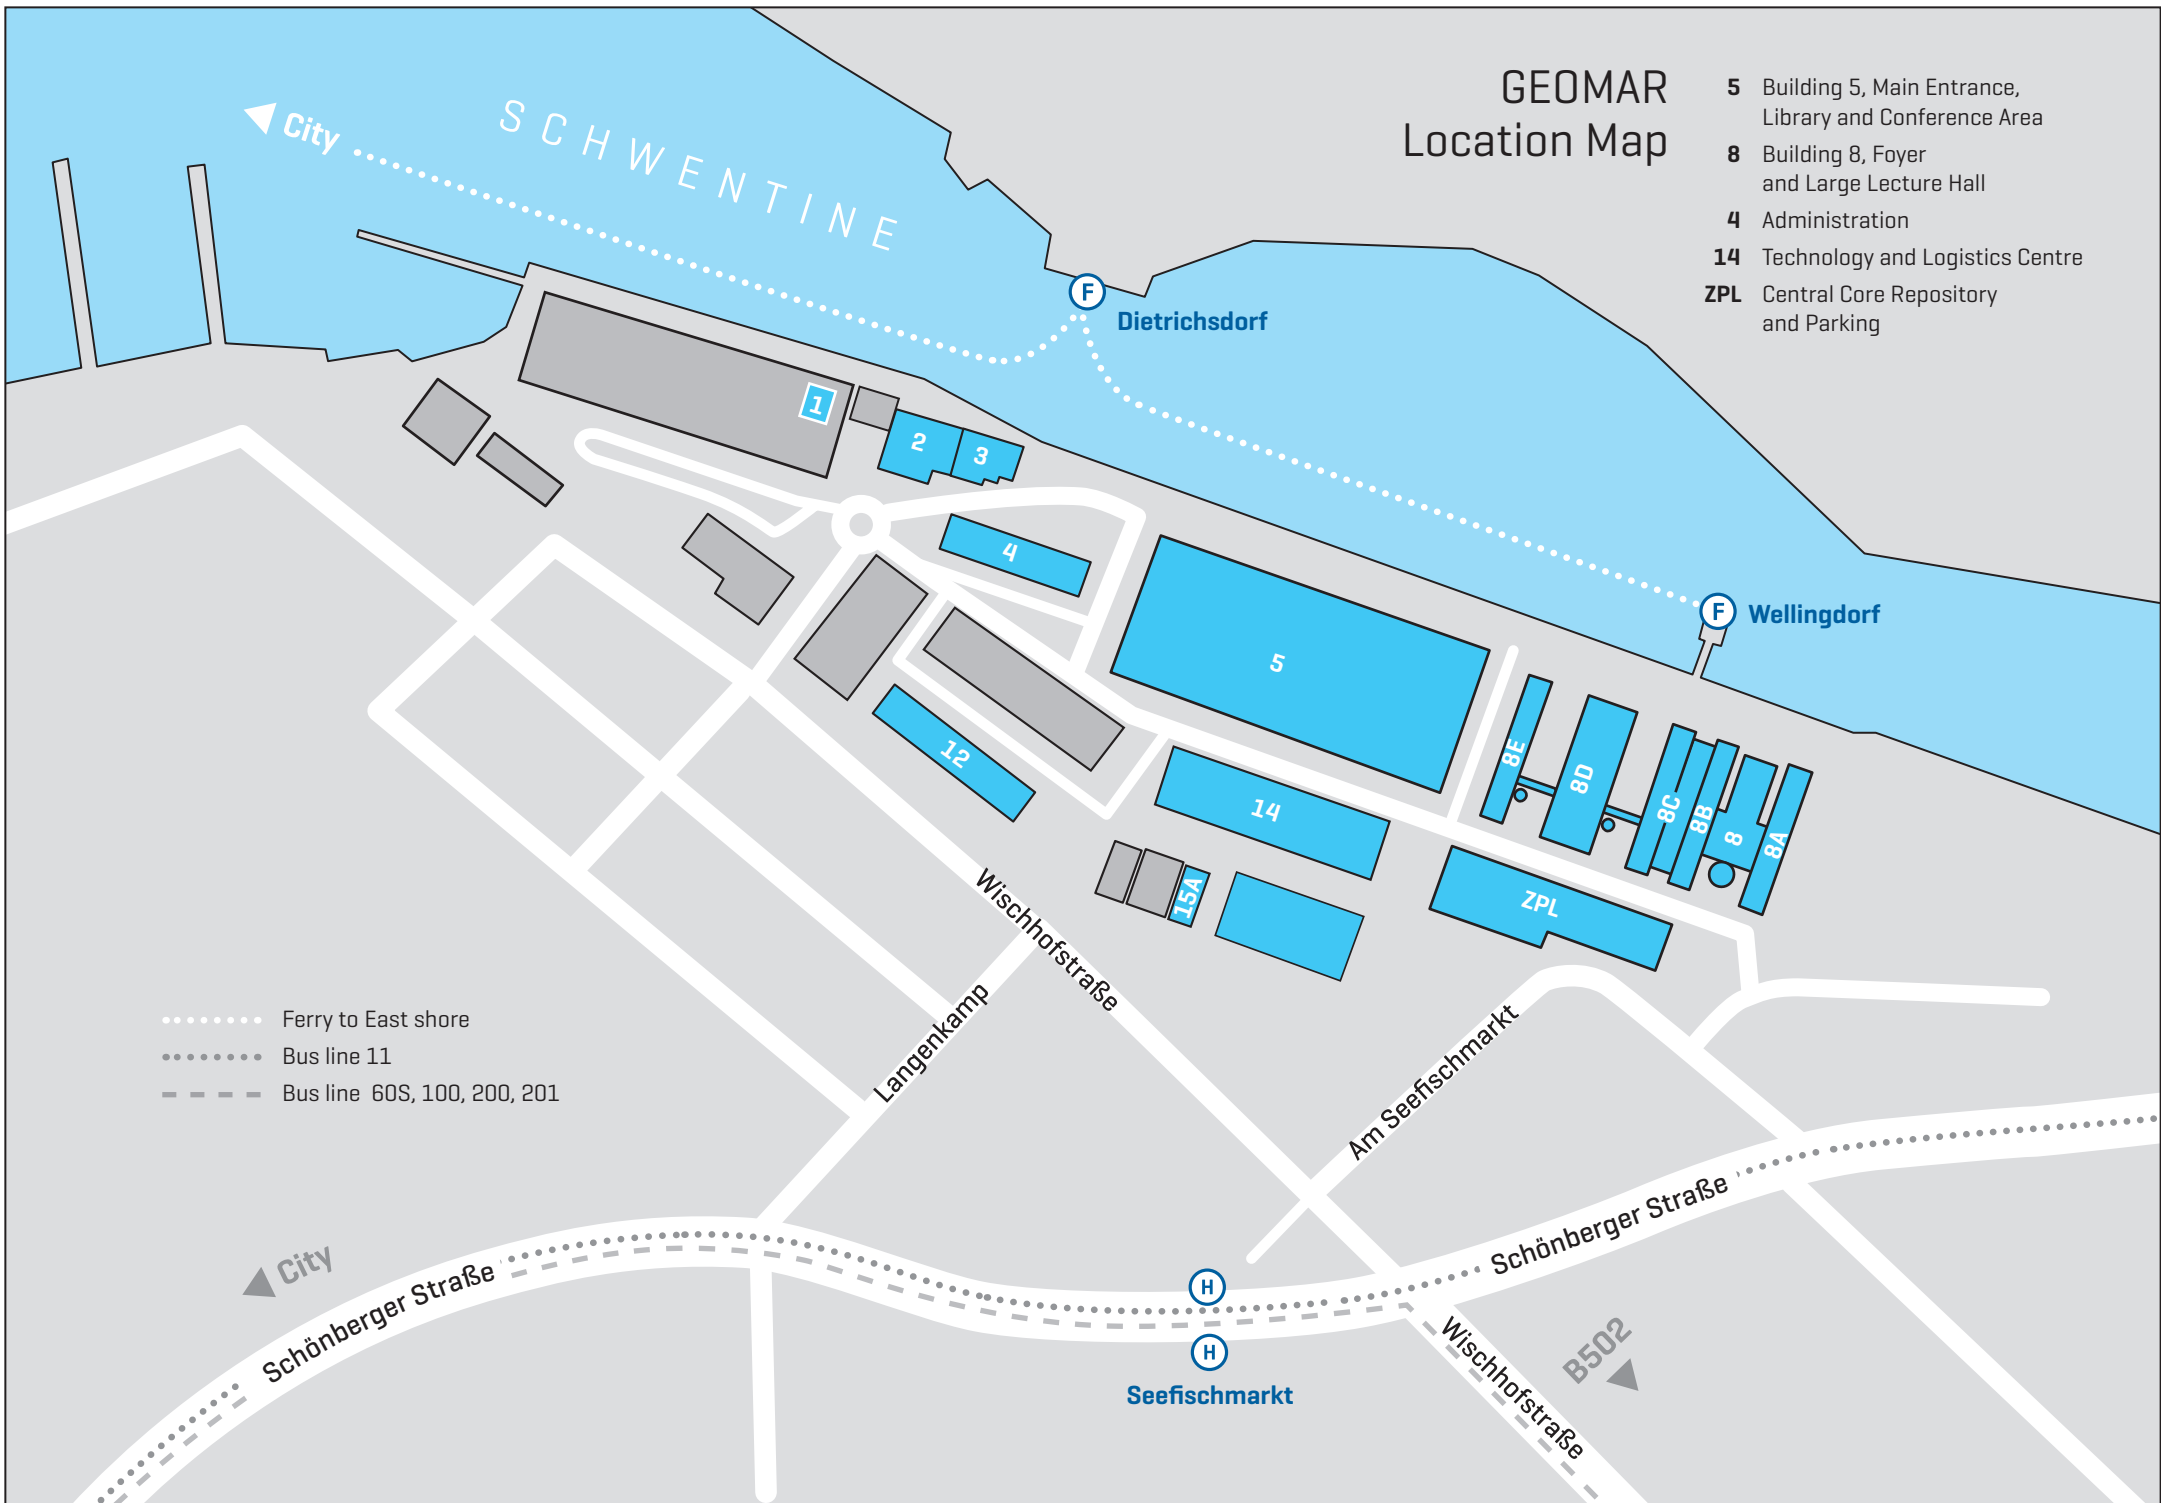 GEOMAR
Location Map
5 Building 5, Main Entrance,
Library and Conference Area
8 Building 8, Foyer
and Large Lecture Hall
4 Administration
14 Technology and Logistics Centre
ZPL Central Core Repository
and Parking
City
SCHWENTINE
F
Dietrichsdorf
1
2
3
4
5
F
Wellingdorf
8E
8D
8C
8B
8
8A
12
14
15A
ZPL
Wischhofstraße
Langenkamp
Am Seefischmarkt
Ferry to East shore
Bus line 11
Bus line 60S, 100, 200, 201
City
Schönberger Straße
Schönberger Straße
H
H
Seefischmarkt
Wischhofstraße
B502